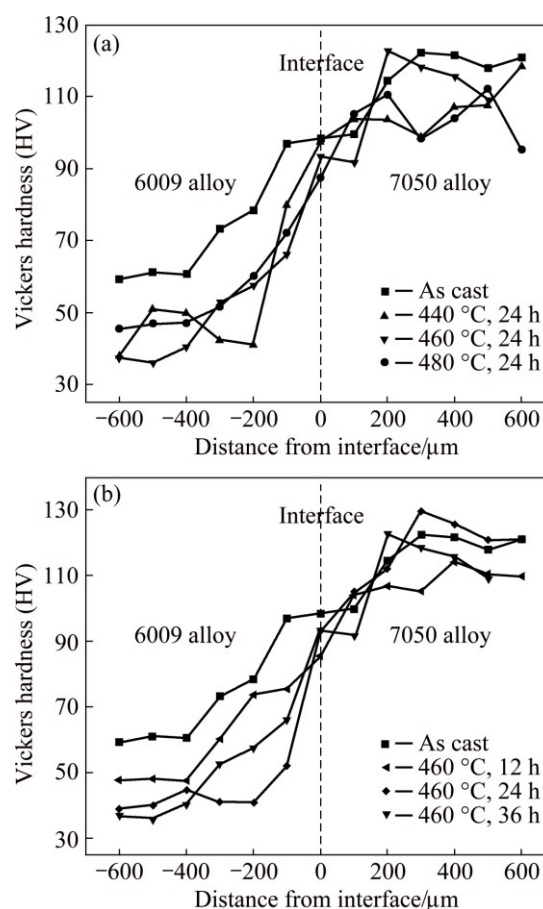 (a)
Interface
6009 alloy
7050 alloy
As cast
440 °C, 24 h
460 °C, 24 h
480 °C, 24 h
130
110
90
70
50
30
Vickers hardness (HV)
−600 −400 −200 0 200 400 600
Distance from interface/μm
(b)
Interface
6009 alloy
7050 alloy
As cast
460 °C, 12 h
460 °C, 24 h
460 °C, 36 h
130
110
90
70
50
30
Vickers hardness (HV)
−600 −400 −200 0 200 400 600
Distance from interface/μm